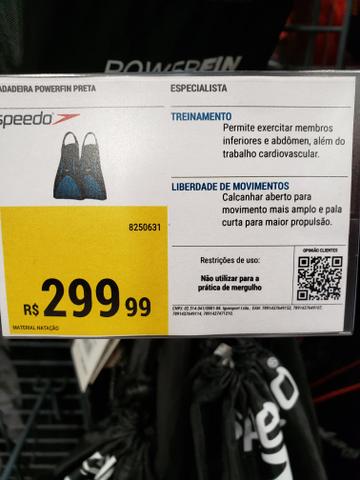 POWERFIN
ADADEIRA POWERFIN PRETA
speedo
8250631
R$ 299 99
MATERIAL NATAÇÃO
ESPECIALISTA
TREINAMENTO
Permite exercitar membros
inferiores e abdômen, além do
trabalho cardiovascular.
LIBERDADE DE MOVIMENTOS
Calcanhar aberto para
movimento mais amplo e pala
curta para maior propulsão.
OPINIÃO CLIENTES
Restrições de uso:
Não utilizar para a
prática de mergulho